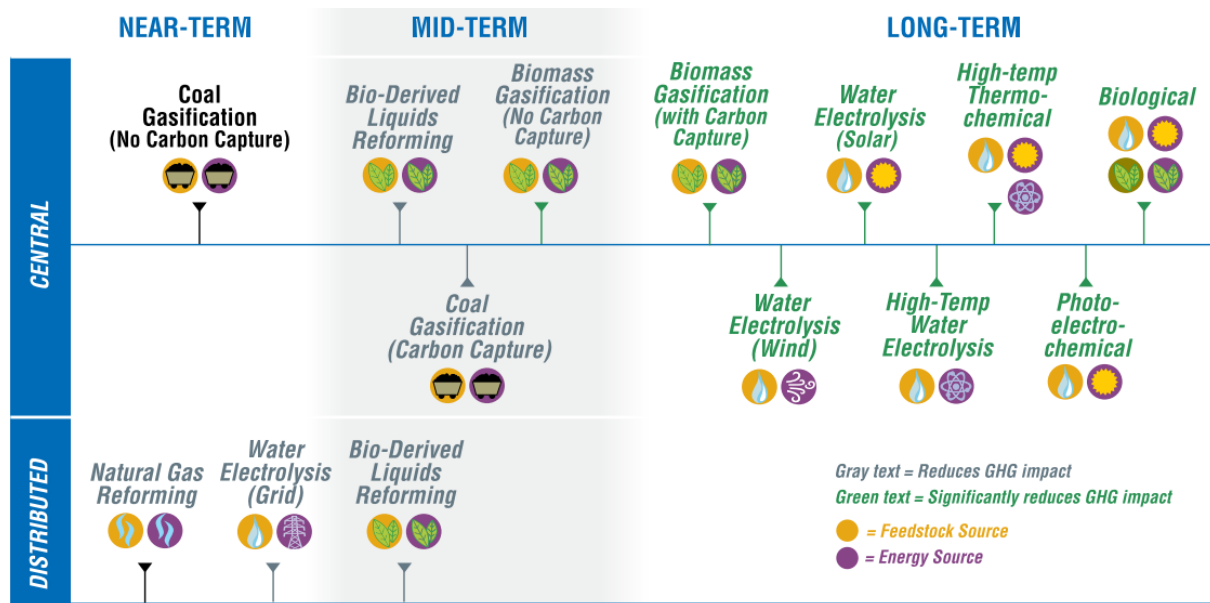 NEAR-TERM
MID-TERM
LONG-TERM
CENTRAL
Coal
Gasification
(No Carbon Capture)
Bio-Derived
Liquids
Reforming
Biomass
Gasification
(No Carbon
Capture)
Biomass
Gasification
(with Carbon
Capture)
Water
Electrolysis
(Solar)
High-temp
Thermo-
chemical
Biological
Coal
Gasification
(Carbon Capture)
Water
Electrolysis
(Wind)
High-Temp
Water
Electrolysis
Photo-
electro-
chemical
DISTRIBUTED
Natural Gas
Reforming
Water
Electrolysis
(Grid)
Bio-Derived
Liquids
Reforming
Gray text = Reduces GHG impact
Green text = Significantly reduces GHG impact
= Feedstock Source
= Energy Source